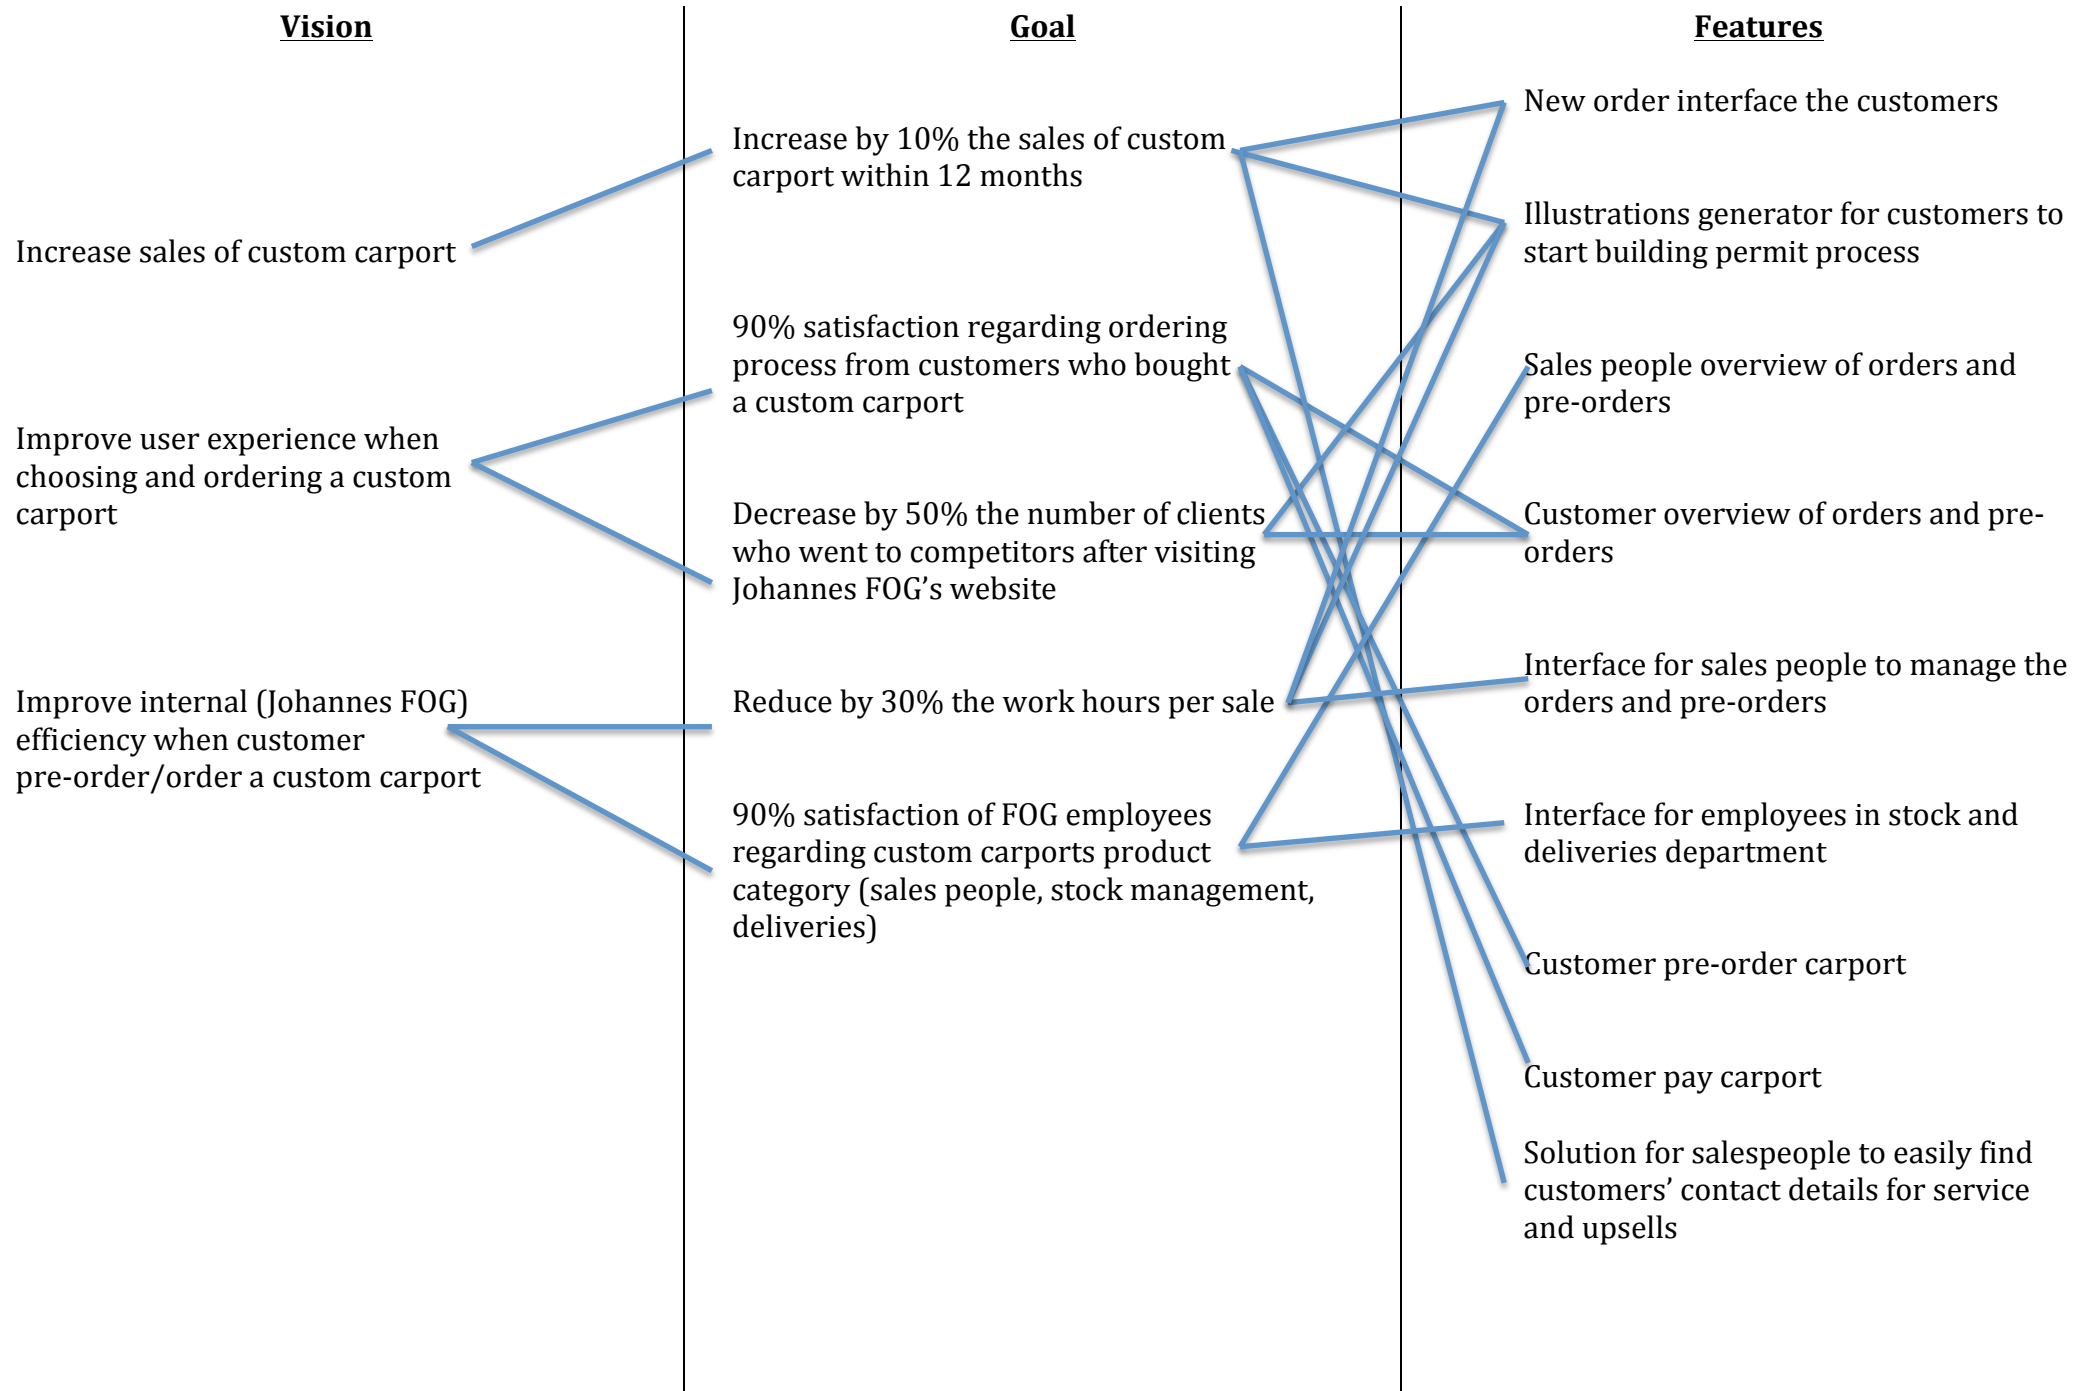 Vision
Increase sales of custom carport
Improve user experience when
choosing and ordering a custom
carport
Improve internal (Johannes FOG)
efficiency when customer
pre-order/order a custom carport
Goal
Increase by 10% the sales of custom
carport within 12 months
90% satisfaction regarding ordering
process from customers who bought
a custom carport
Decrease by 50% the number of clients
who went to competitors after visiting
Johannes FOG’s website
Reduce by 30% the work hours per sale
90% satisfaction of FOG employees
regarding custom carports product
category (sales people, stock management,
deliveries)
Features
New order interface the customers
Illustrations generator for customers to
start building permit process
Sales people overview of orders and
pre-orders
Customer overview of orders and pre-
orders
Interface for sales people to manage the
orders and pre-orders
Interface for employees in stock and
deliveries department
Customer pre-order carport
Customer pay carport
Solution for salespeople to easily find
customers’ contact details for service
and upsells